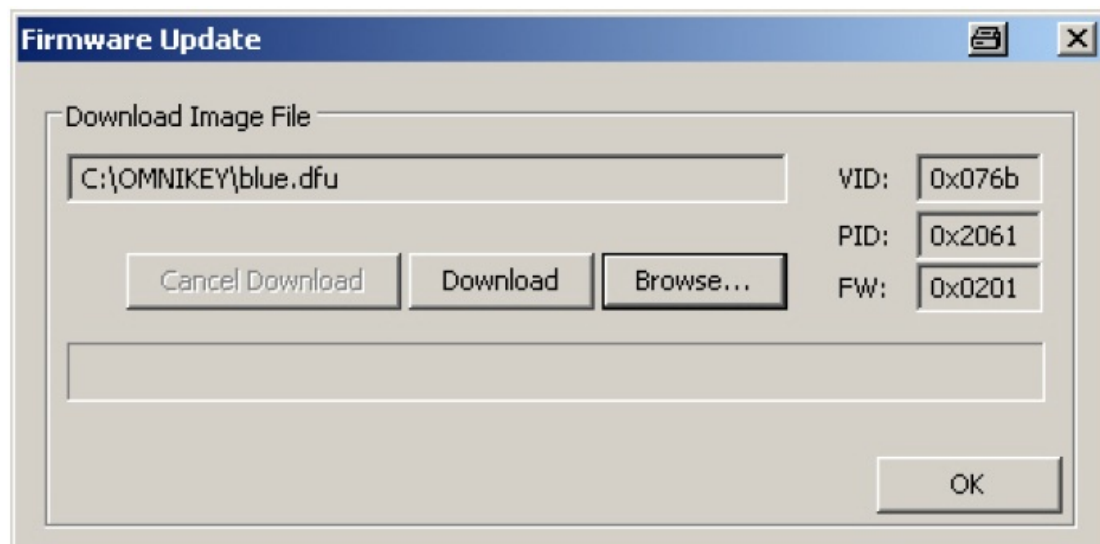 Firmware Update
Download Image File
C:\OMNIKEY\blue.dfu
VID: 0x076b
PID: 0x2061
Cancel Download Download Browse... FW: 0x0201
OK